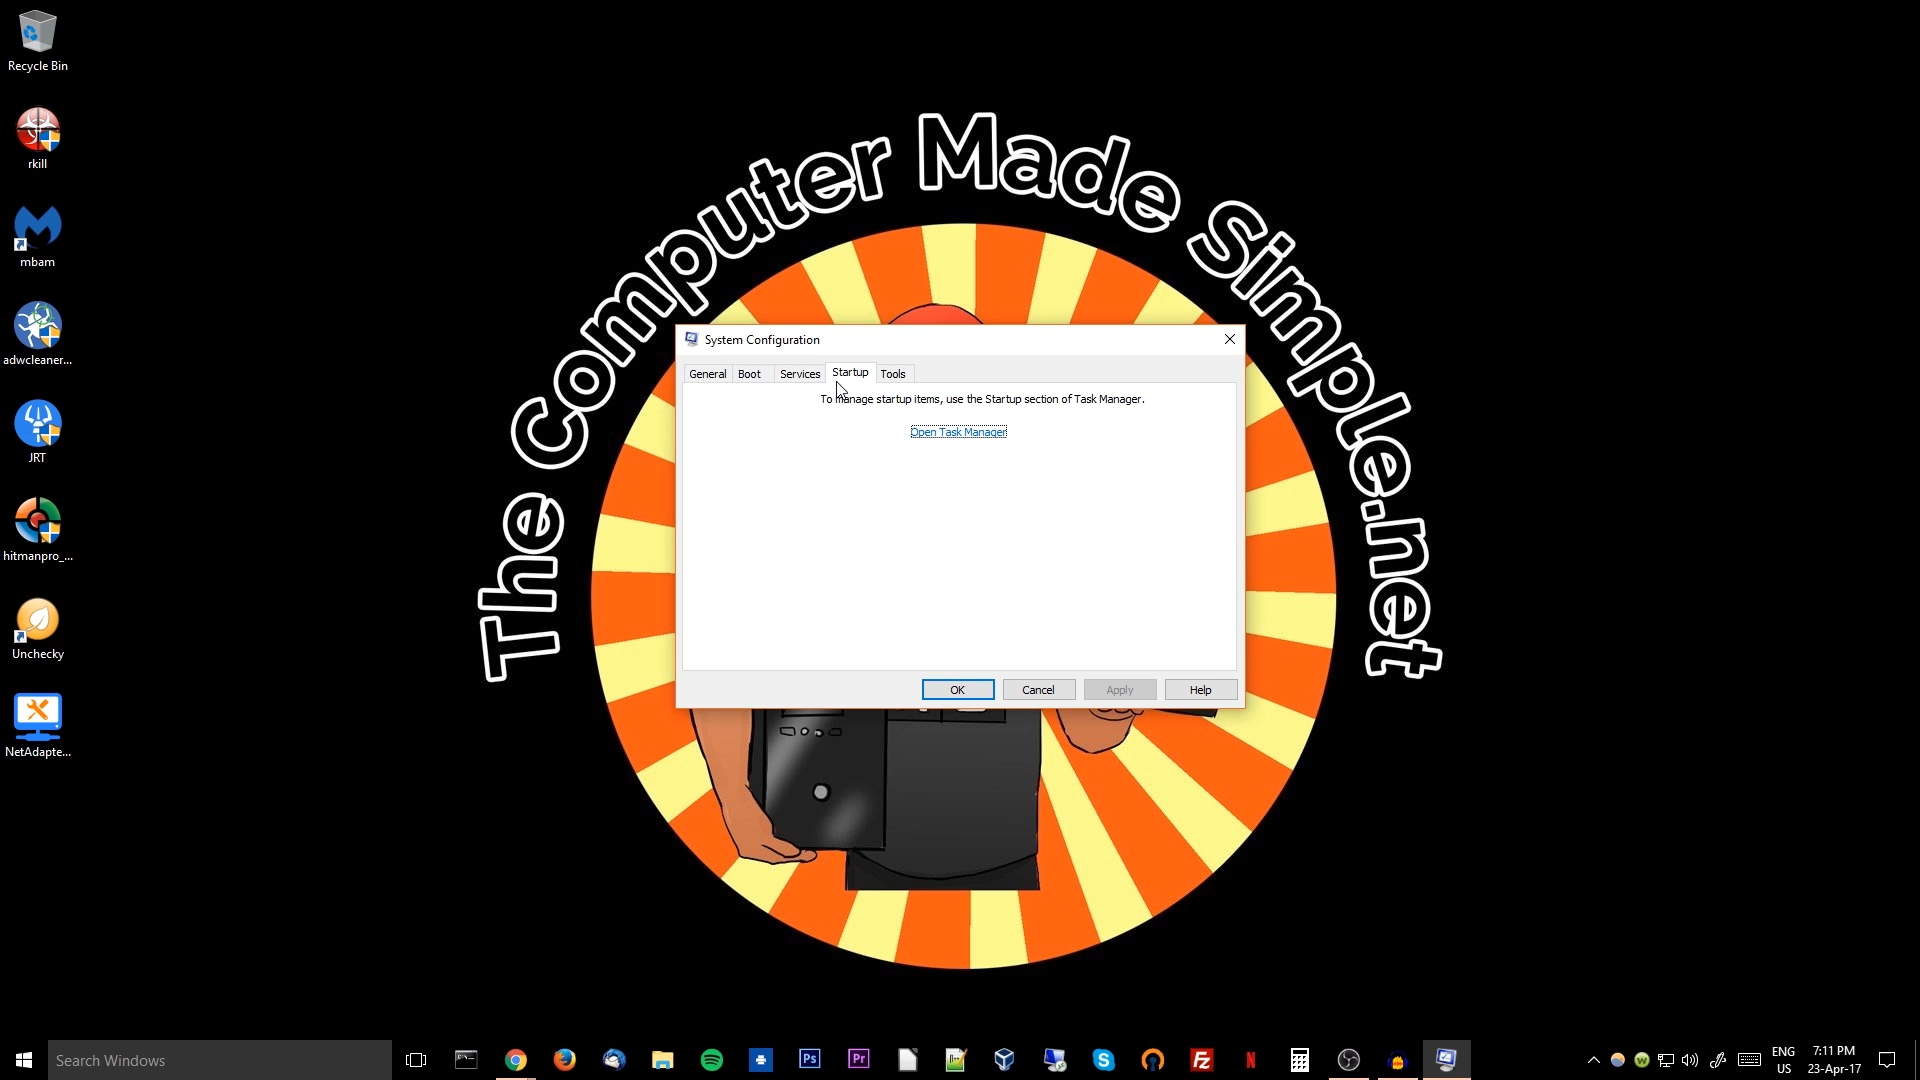 Recycle Bin
rkill
mbam
adwcleaner...
JRT
hitmanpro_...
Unchecky
NetAdapte...
The Computer Made Simple.net
System Configuration
General Boot Services Startup Tools
To manage startup items, use the Startup section of Task Manager.
Open Task Manager
OK Cancel Apply Help
Search Windows
Ps
Pr
Fz
N
ENG
US
7:11 PM
23-Apr-17